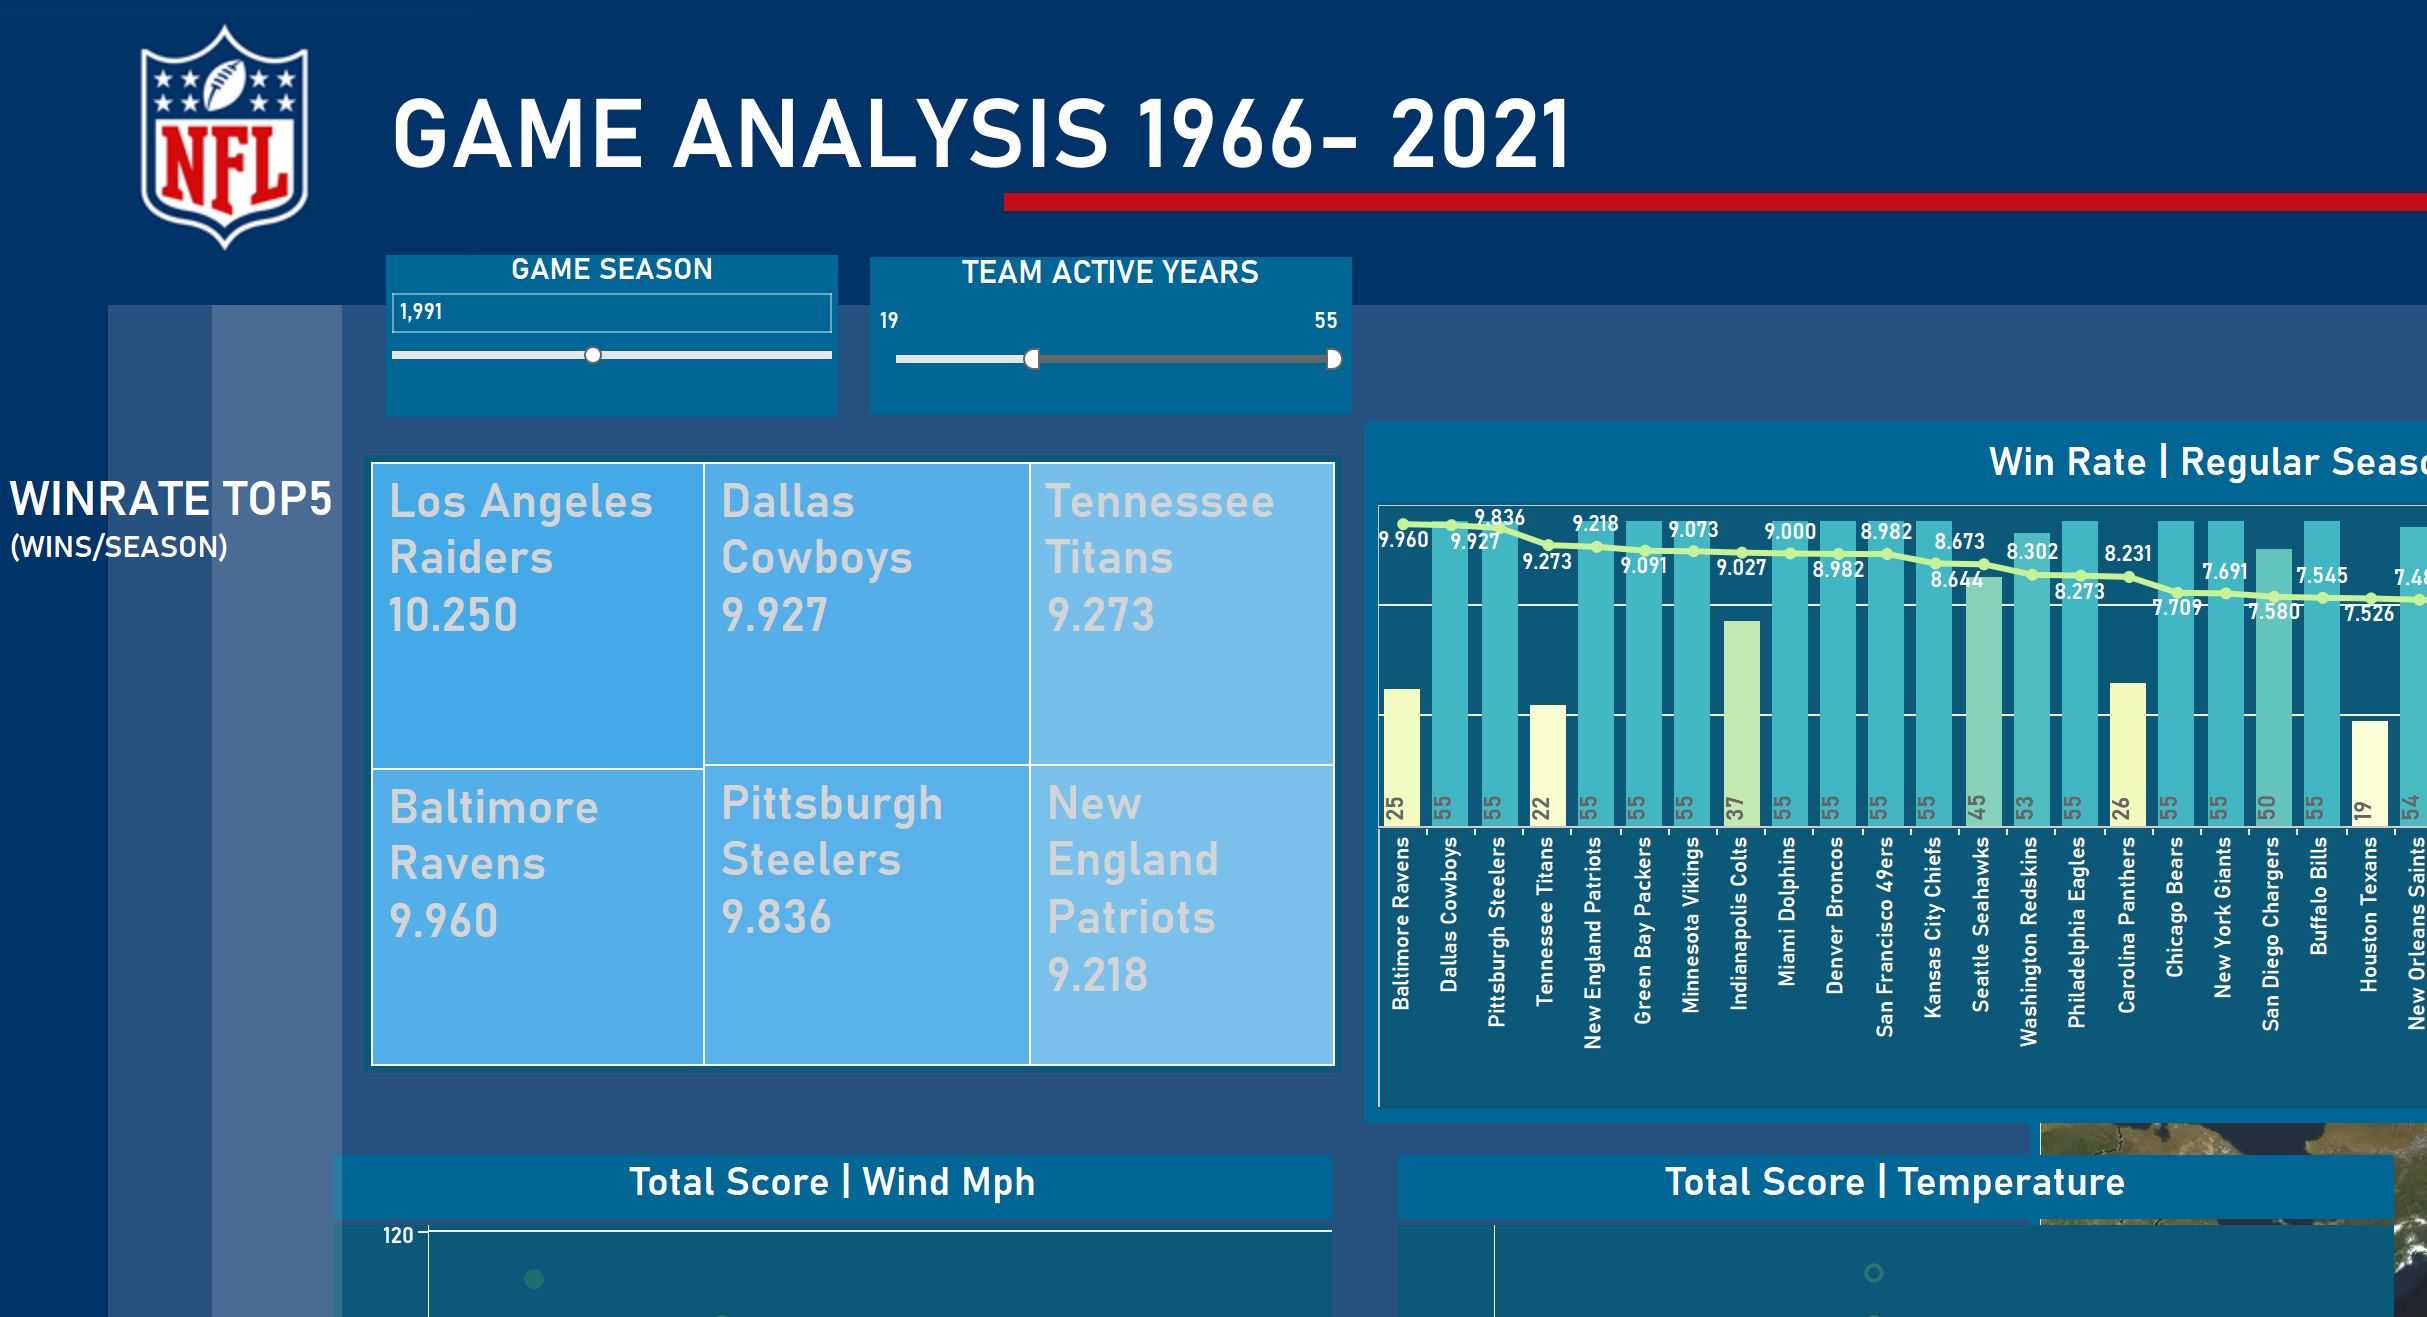 NFL
GAME ANALYSIS 1966- 2021
GAME SEASON
1,991
TEAM ACTIVE YEARS
19
55
WINRATE TOP5
(WINS/SEASON)
Los Angeles
Raiders
10.250
Dallas
Cowboys
9.927
Tennessee
Titans
9.273
Baltimore
Ravens
9.960
Pittsburgh
Steelers
9.836
New
England
Patriots
9.218
Win Rate | Regular Seaso
9.960
9.927
9.836
9.273
9.218
9.091
9.073
9.027
9.000
8.982
8.982
8.673
8.644
8.302
8.273
8.231
7.709
7.691
7.580
7.545
7.526
7.48
25
55
55
22
55
55
55
37
55
55
55
55
45
53
55
26
55
55
50
55
19
54
Baltimore Ravens
Dallas Cowboys
Pittsburgh Steelers
Tennessee Titans
New England Patriots
Green Bay Packers
Minnesota Vikings
Indianapolis Colts
Miami Dolphins
Denver Broncos
San Francisco 49ers
Kansas City Chiefs
Seattle Seahawks
Washington Redskins
Philadelphia Eagles
Carolina Panthers
Chicago Bears
New York Giants
San Diego Chargers
Buffalo Bills
Houston Texans
New Orleans Saints
Total Score | Wind Mph
120
Total Score | Temperature